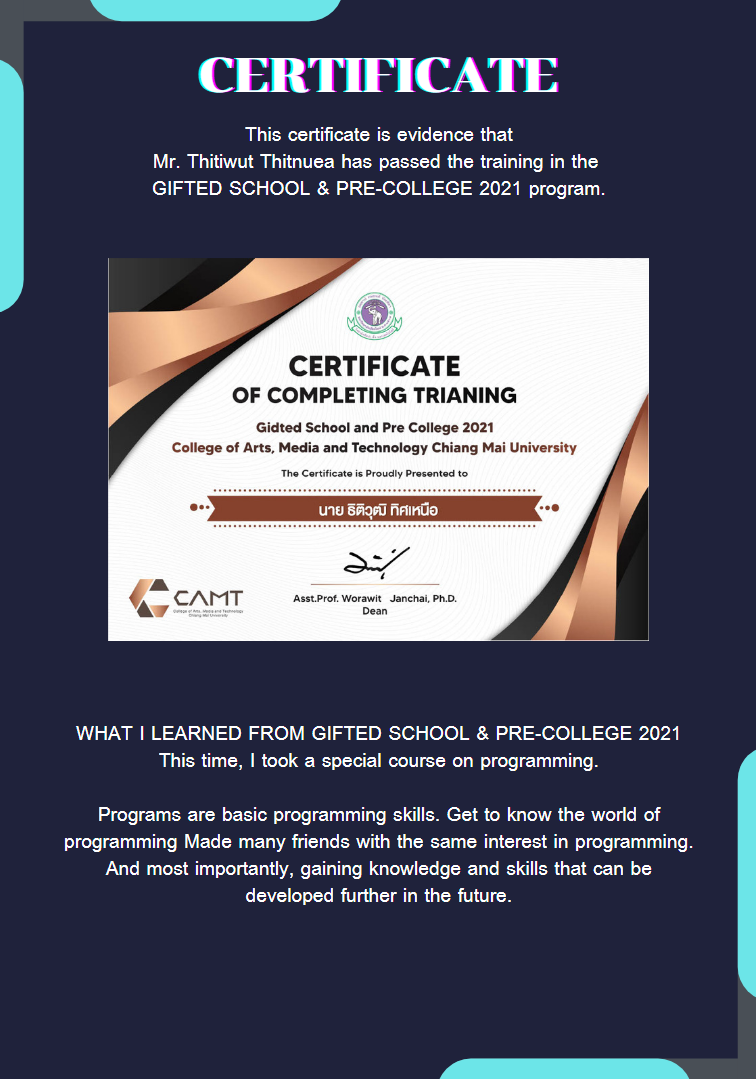 CERTIFICATE
This certificate is evidence that
Mr. Thitiwut Thitnuea has passed the training in the
GIFTED SCHOOL & PRE-COLLEGE 2021 program.
CERTIFICATE
OF COMPLETING TRIANING
Gidted School and Pre College 2021
College of Arts, Media and Technology Chiang Mai University
The Certificate is Proudly Presented to
นาย ธิติวุฒิ ทิศเหนือ
Asst.Prof. Worawit Janchai, Ph.D.
Dean
CAMT
College of Arts, Media and Technology
Chiang Mai University
WHAT I LEARNED FROM GIFTED SCHOOL & PRE-COLLEGE 2021
This time, I took a special course on programming.
Programs are basic programming skills. Get to know the world of
programming Made many friends with the same interest in programming.
And most importantly, gaining knowledge and skills that can be
developed further in the future.